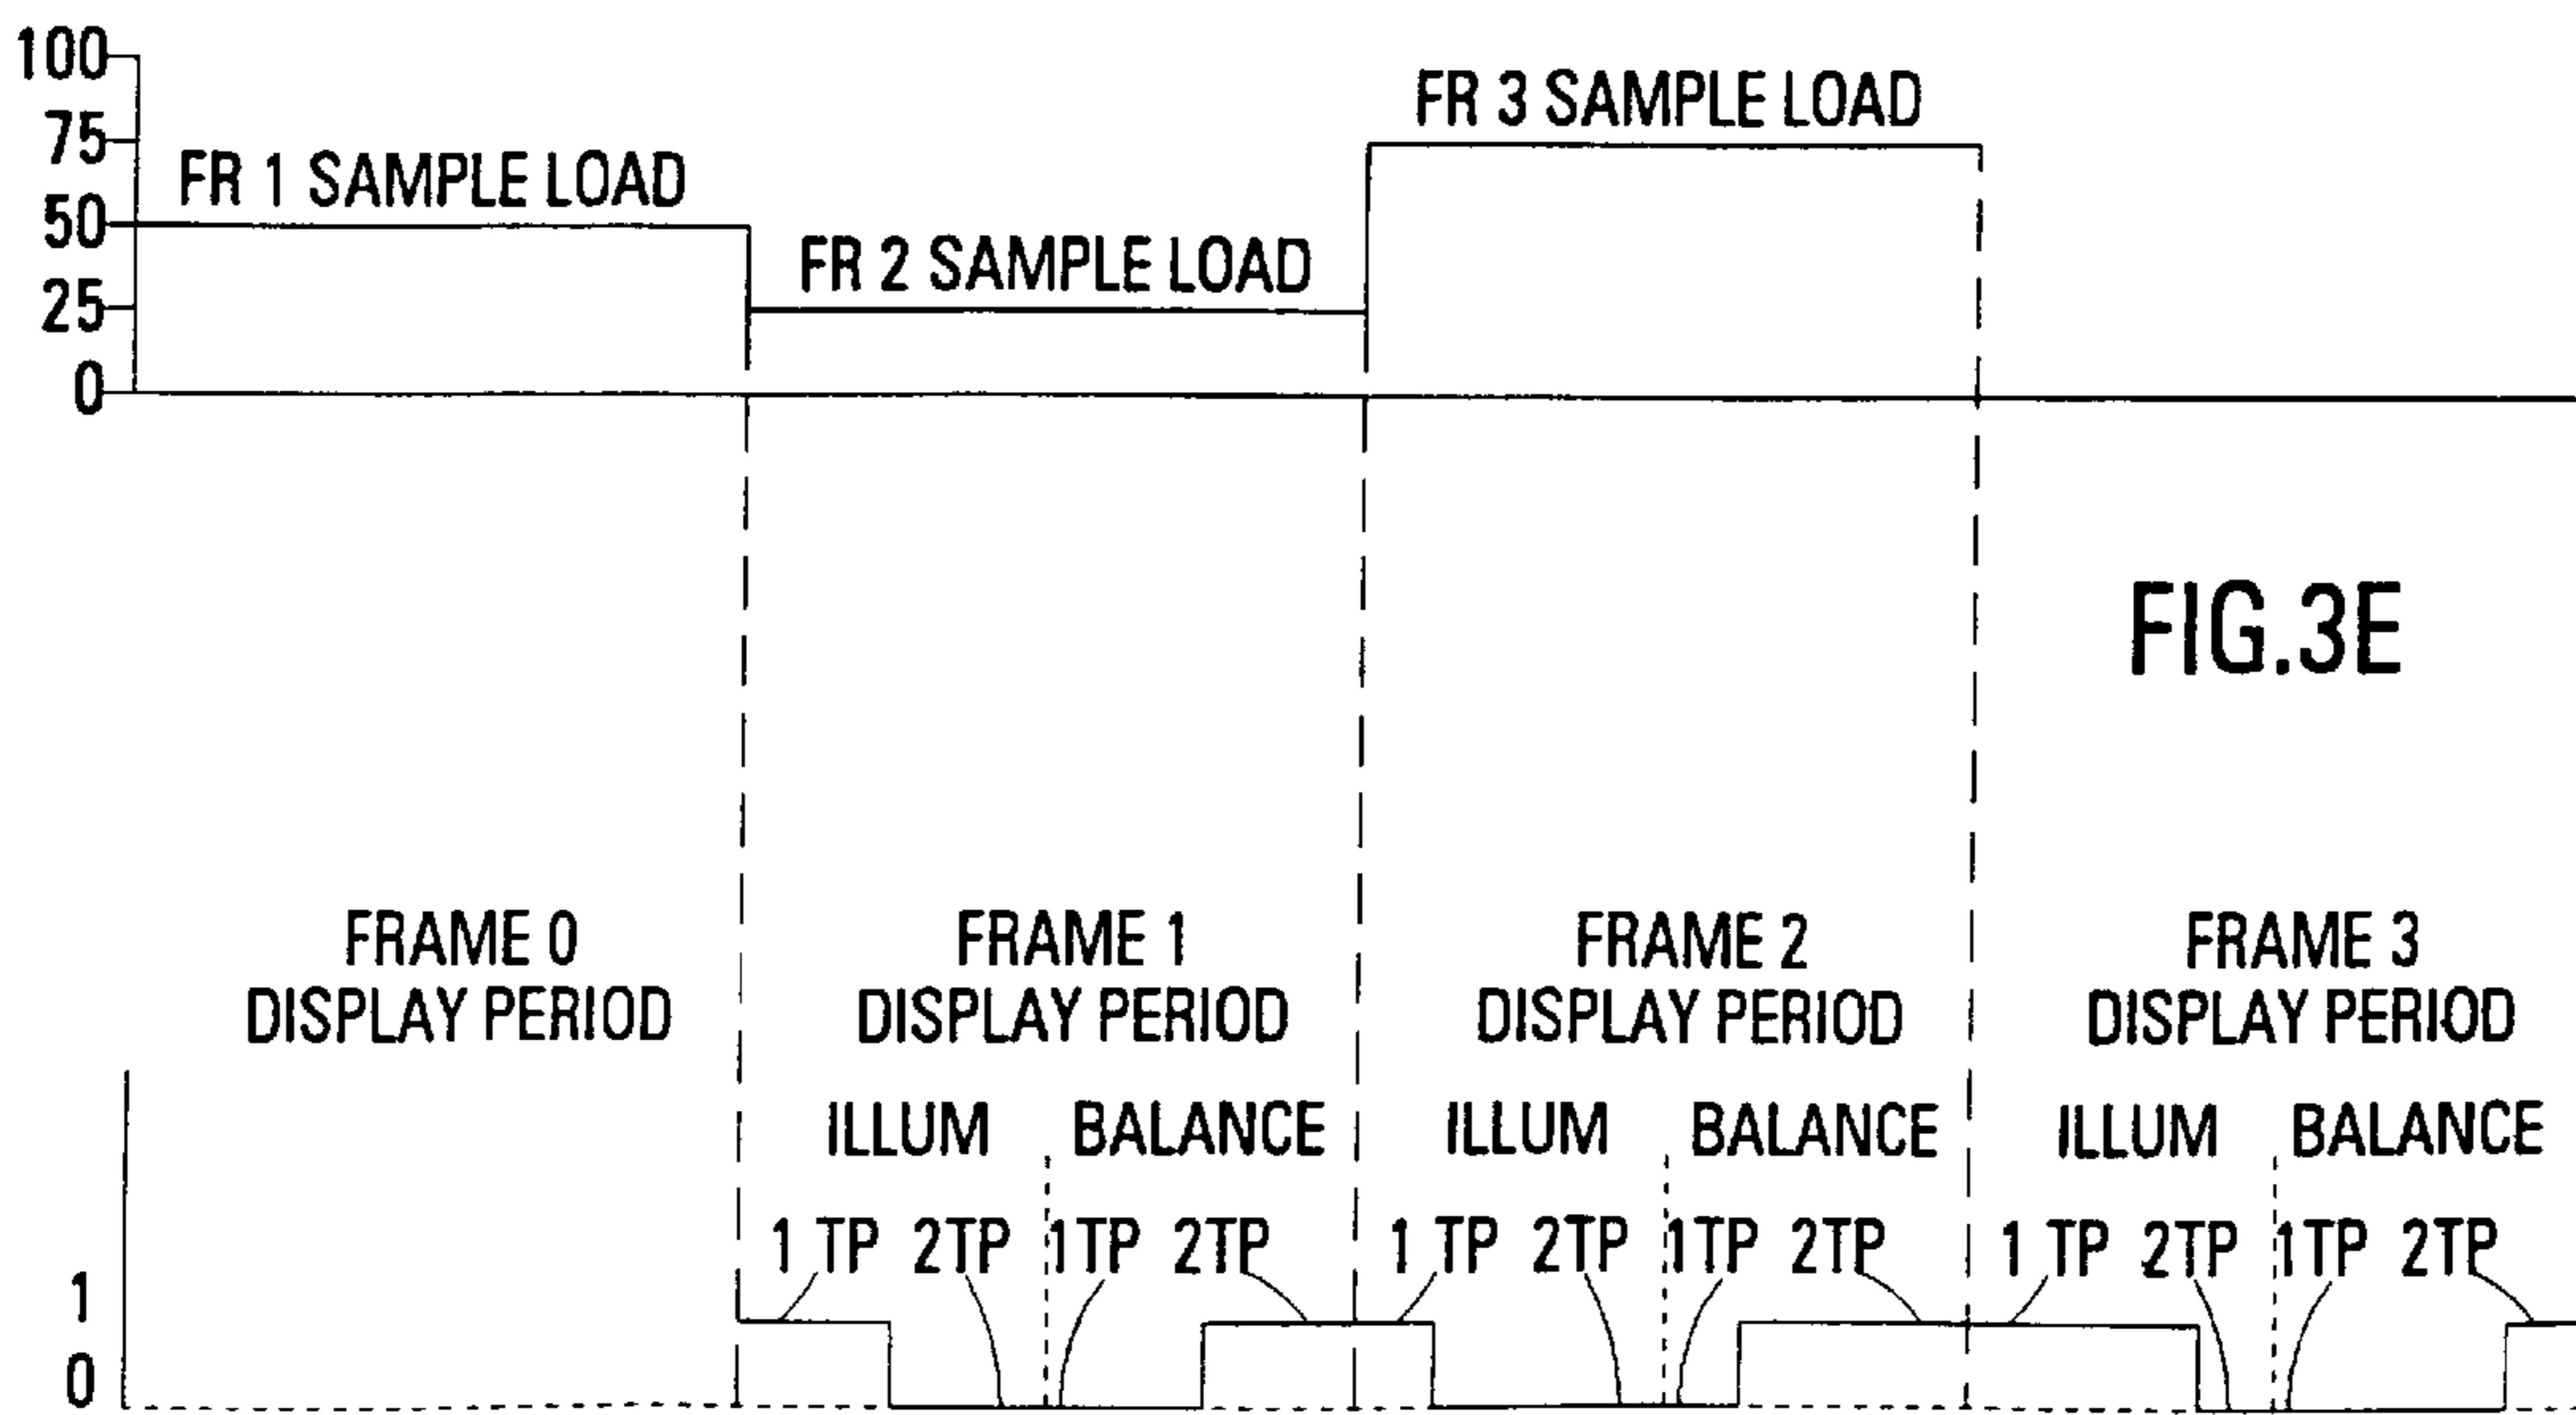 100
75
50
25
0
FR 1 SAMPLE LOAD
FR 2 SAMPLE LOAD
FR 3 SAMPLE LOAD
FIG.3E
FRAME 0
DISPLAY PERIOD
FRAME 1
DISPLAY PERIOD
FRAME 2
DISPLAY PERIOD
FRAME 3
DISPLAY PERIOD
ILLUM BALANCE ILLUM BALANCE ILLUM BALANCE
1 TP 2TP 1TP 2TP 1 TP 2TP 1TP 2TP 1 TP 2TP 1TP 2TP
1
0